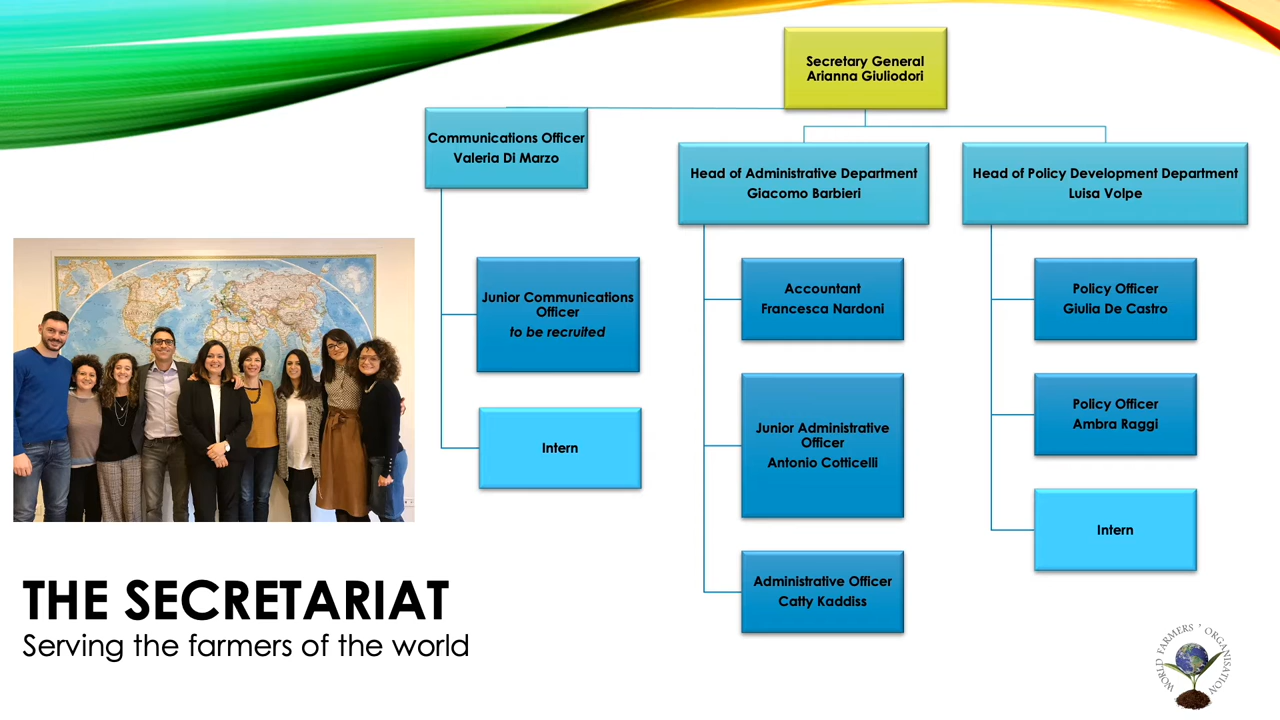 Secretary General
Arianna Giuliodori
Communications Officer
Valeria Di Marzo
Head of Administrative Department
Giacomo Barbieri
Head of Policy Development Department
Luisa Volpe
Junior Communications
Officer
to be recruited
Intern
Accountant
Francesca Nardoni
Junior Administrative
Officer
Antonio Cotticelli
Administrative Officer
Catty Kaddiss
Policy Officer
Giulia De Castro
Policy Officer
Ambra Raggi
Intern
THE SECRETARIAT
Serving the farmers of the world
WORLD FARMERS ' ORGANISATION